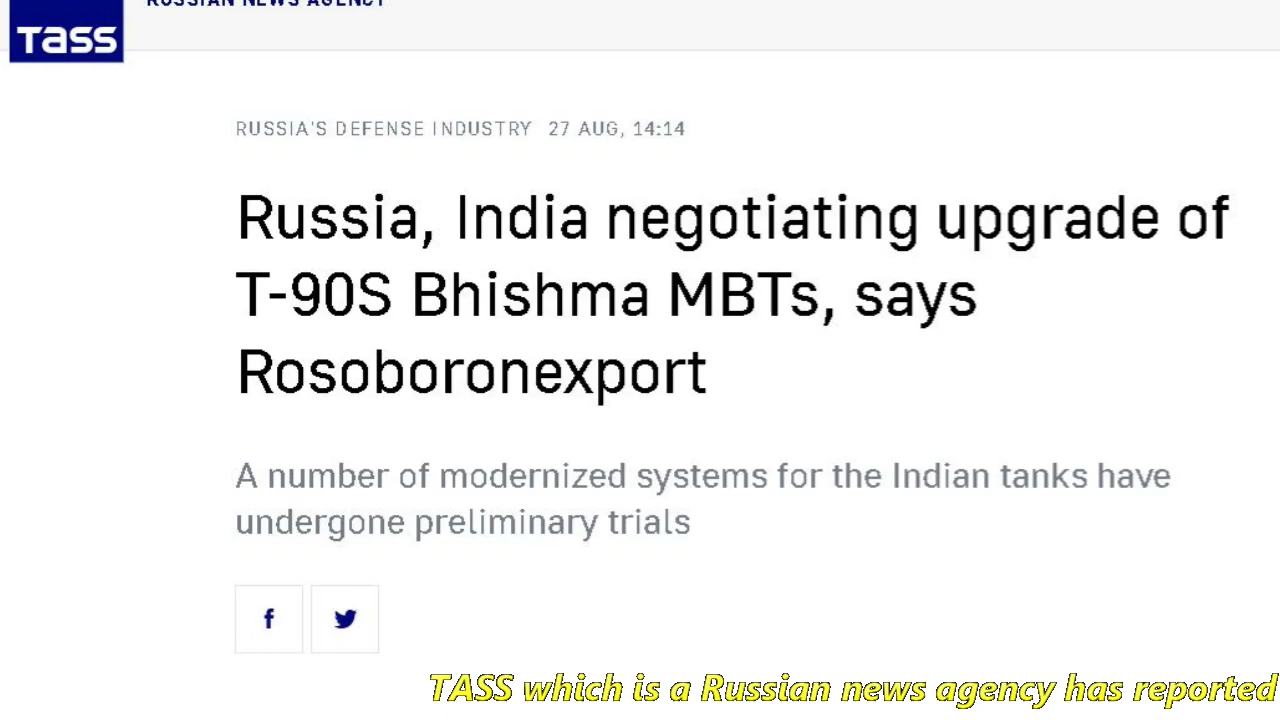 RUSSIAN NEWS AGENCY
TASS
RUSSIA'S DEFENSE INDUSTRY 27 AUG, 14:14
Russia, India negotiating upgrade of
T-90S Bhishma MBTs, says
Rosoboronexport
A number of modernized systems for the Indian tanks have
undergone preliminary trials
f
TASS which is a Russian news agency has reported